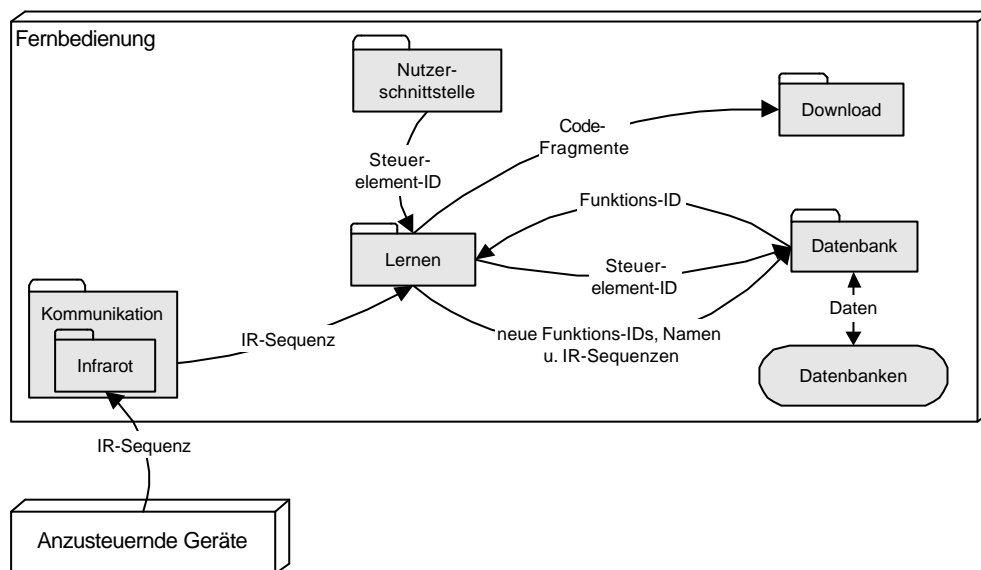 Fernbedienung
Nutzer-
schnittstelle
Download
Code-
Fragmente
Steuer-
element-ID
Funktions-ID
Lernen
Datenbank
Steuer-
element-ID
Kommunikation
Infrarot
IR-Sequenz
neue Funktions-IDs, Namen
u. IR-Sequenzen
Daten
Datenbanken
IR-Sequenz
Anzusteuernde Geräte